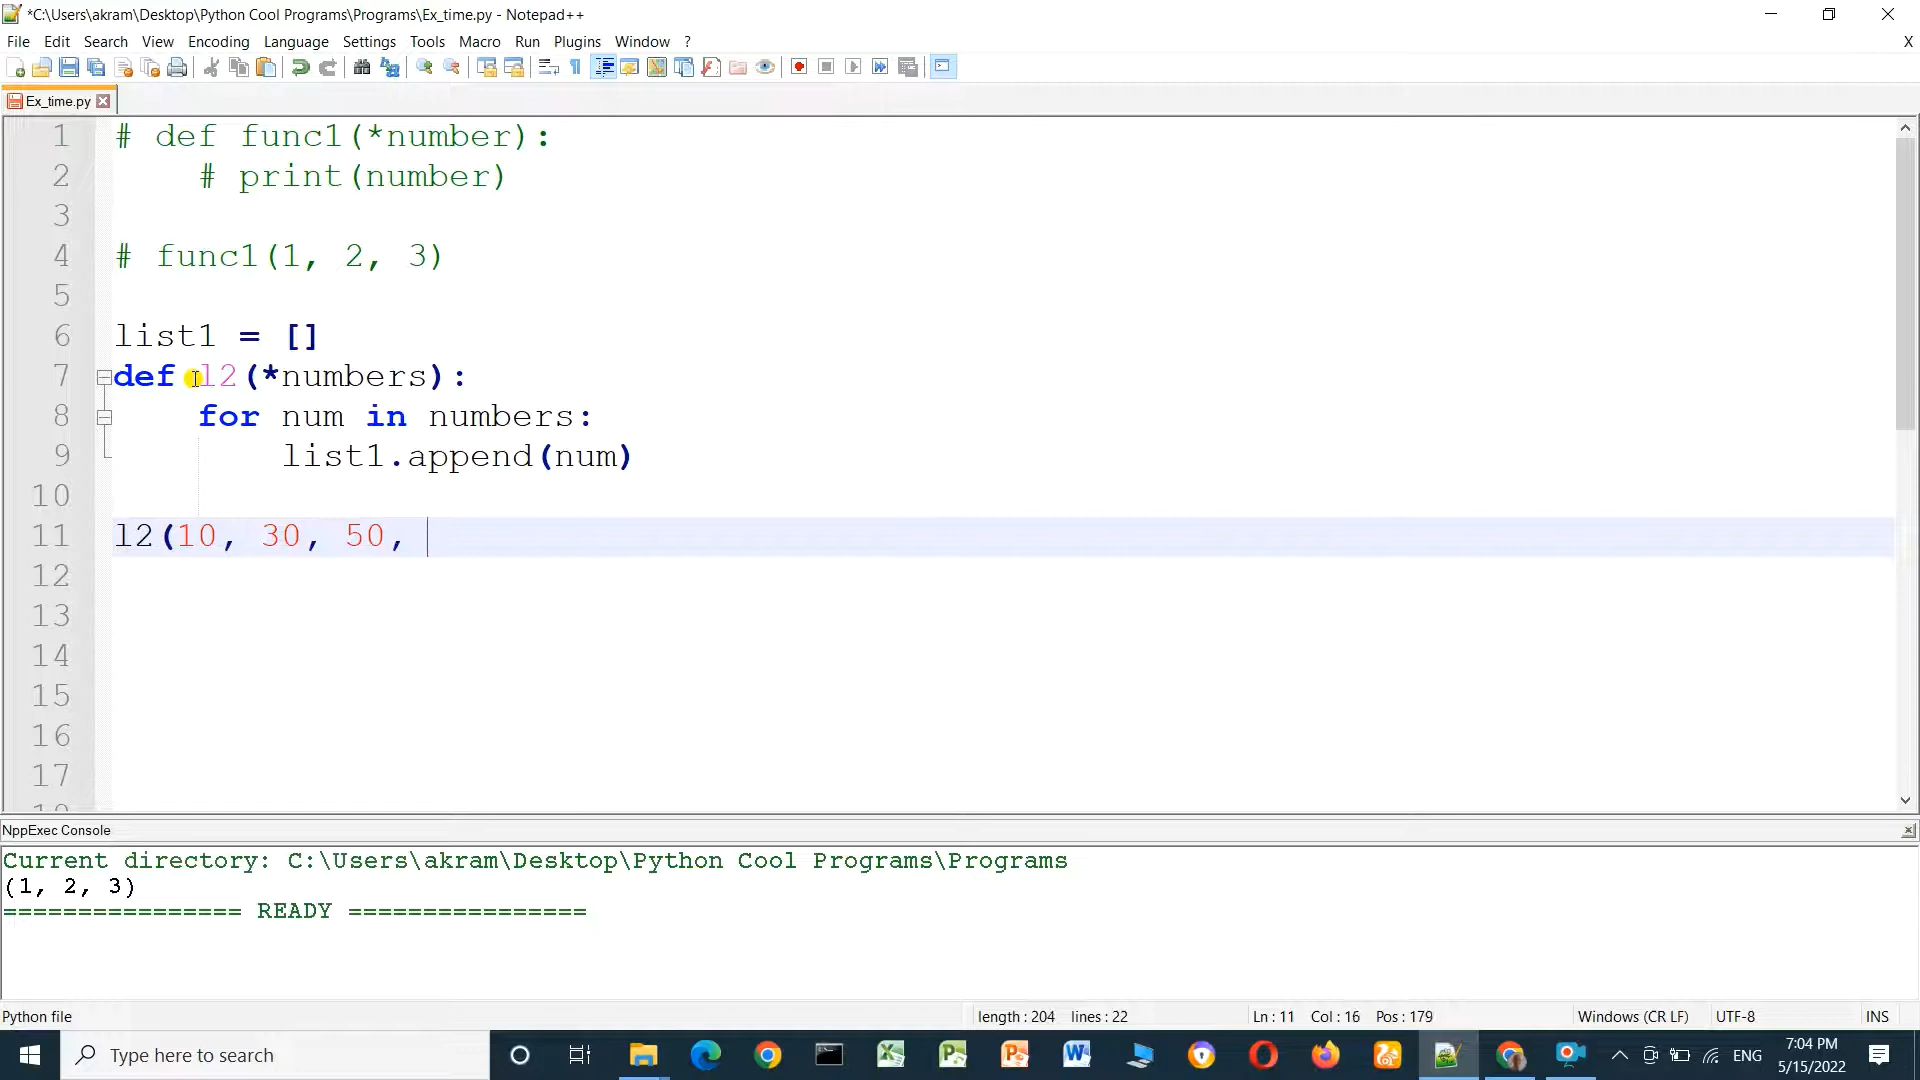 *C:\Users\akram\Desktop\Python Cool Programs\Programs\Ex_time.py - Notepad++
File Edit Search View Encoding Language Settings Tools Macro Run Plugins Window ? X
Ex_time.py
1 # def func1(*number):
2 # print(number)
3
4 # func1(1, 2, 3)
5
6 list1 = []
7 def l2(*numbers):
8 for num in numbers:
9 list1.append(num)
10
11 l2(10, 30, 50,
12
13
14
15
16
17
NppExec Console
Current directory: C:\Users\akram\Desktop\Python Cool Programs\Programs
(1, 2, 3)
================ READY ================
Python file length : 204 lines : 22 Ln : 11 Col : 16 Pos : 179 Windows (CR LF) UTF-8 INS
Type here to search ENG 7:04 PM
5/15/2022